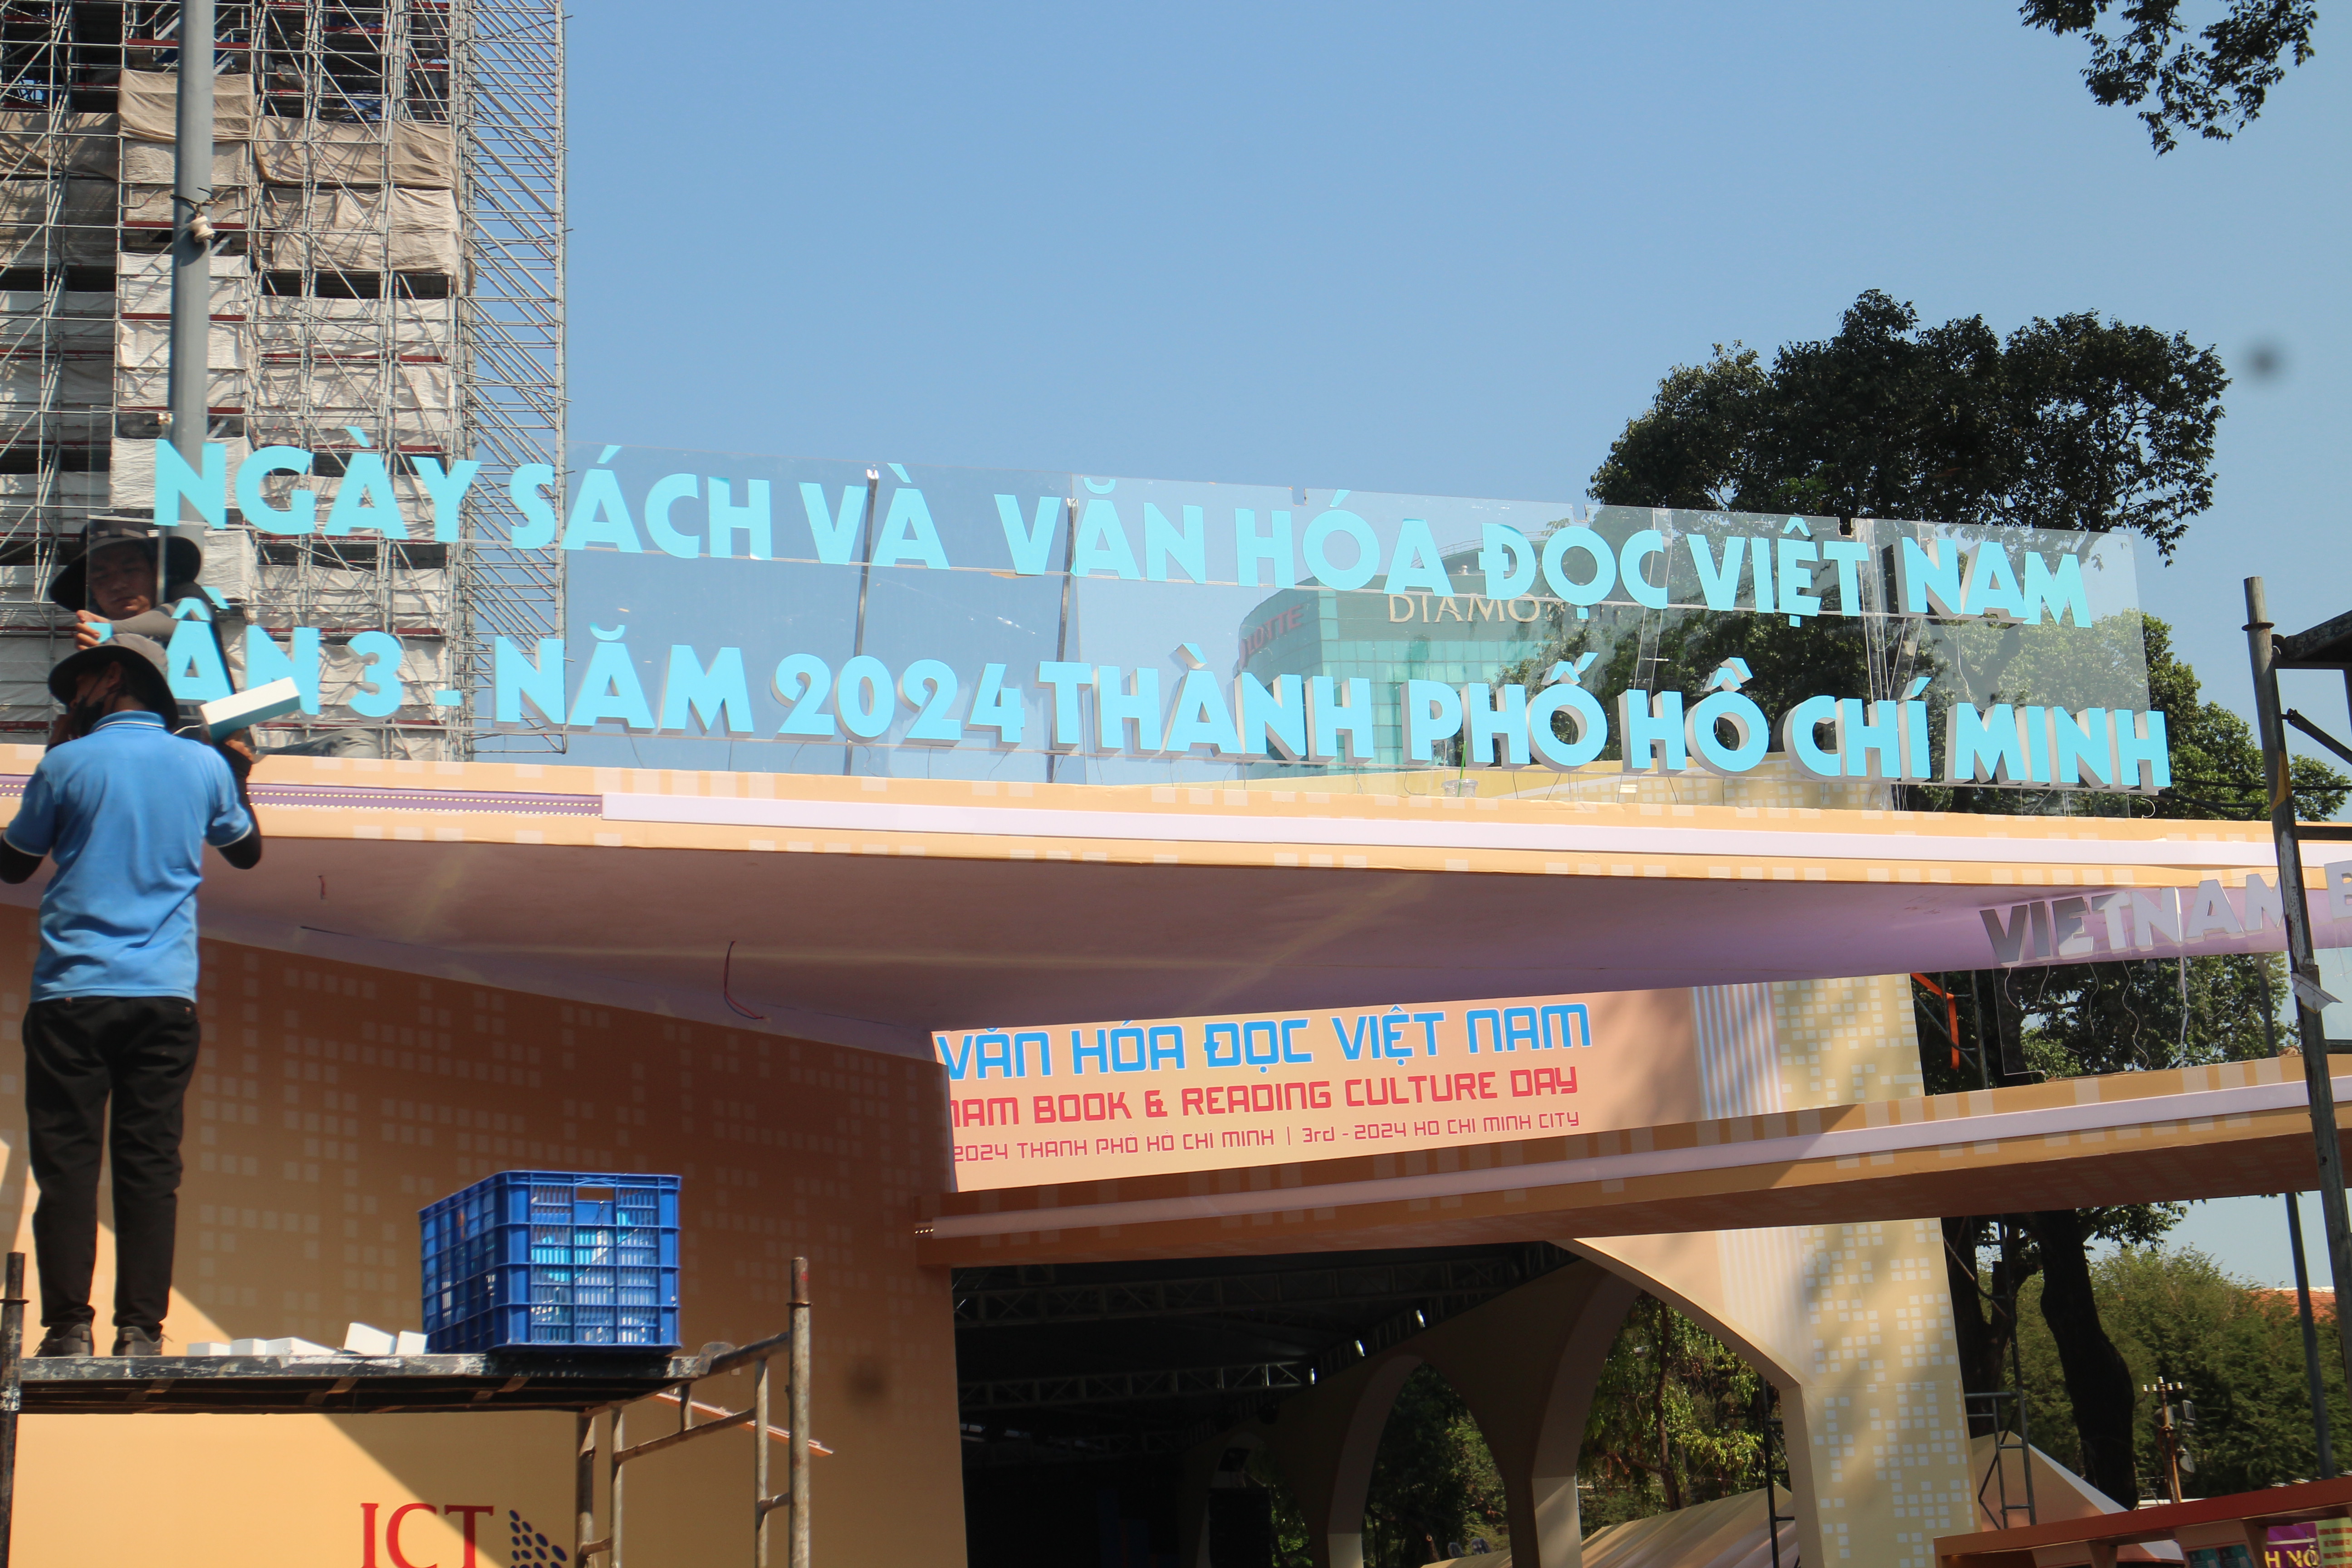 NGÀY SÁCH VÀ VĂN HÓA ĐỌC VIỆT NAM
ẦN 3 - NĂM 2024 THÀNH PHỐ HỒ CHÍ MINH
LOTTE
DIAMO
VIETNAM B
VĂN HÓA ĐỌC VIỆT NAM
NAM BOOK & READING CULTURE DAY
2024 THÀNH PHỐ HỒ CHÍ MINH | 3rd - 2024 HO CHI MINH CITY
ICT
H NỘ